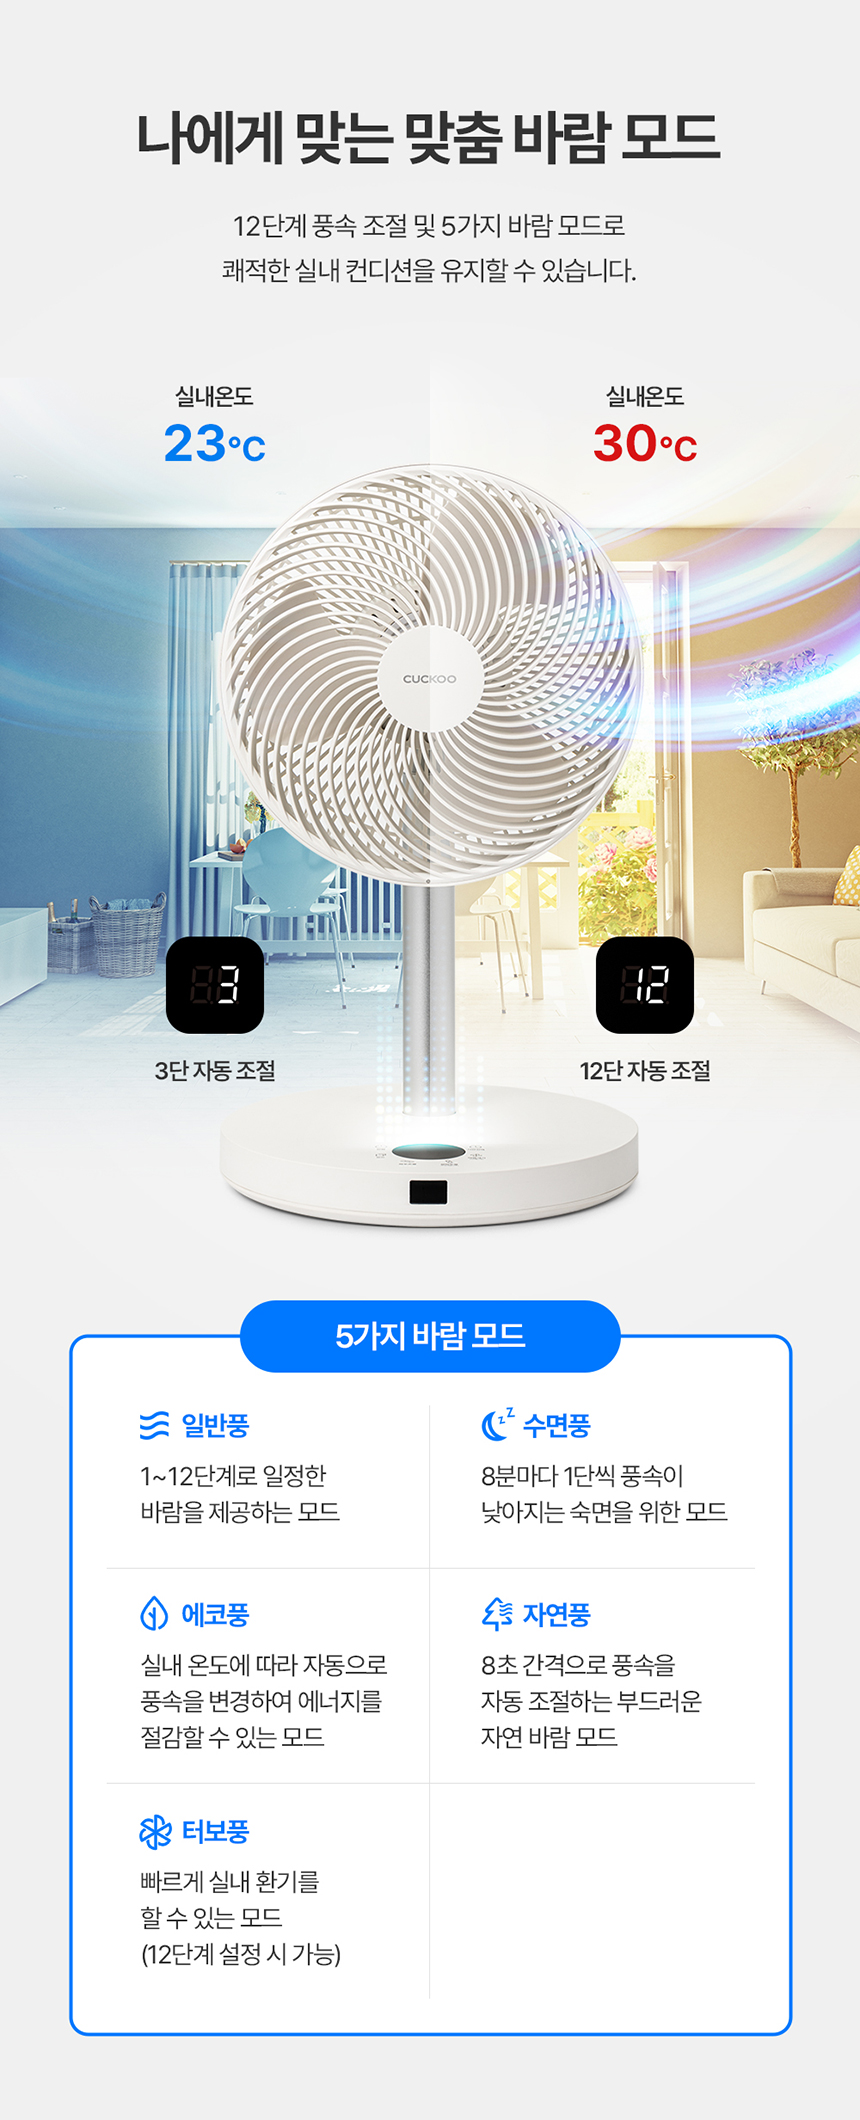 나에게 맞는 맞춤 바람 모드
12단계 풍속 조절 및 5가지 바람 모드로
쾌적한 실내 컨디션을 유지할 수 있습니다.
실내온도
23°C
실내온도
30°C
CUCKOO
3
12
3단 자동 조절
12단 자동 조절
5가지 바람 모드
일반풍
1~12단계로 일정한
바람을 제공하는 모드
수면풍
8분마다 1단씩 풍속이
낮아지는 숙면을 위한 모드
에코풍
실내 온도에 따라 자동으로
풍속을 변경하여 에너지를
절감할 수 있는 모드
자연풍
8초 간격으로 풍속을
자동 조절하는 부드러운
자연 바람 모드
터보풍
빠르게 실내 환기를
할 수 있는 모드
(12단계 설정 시 가능)